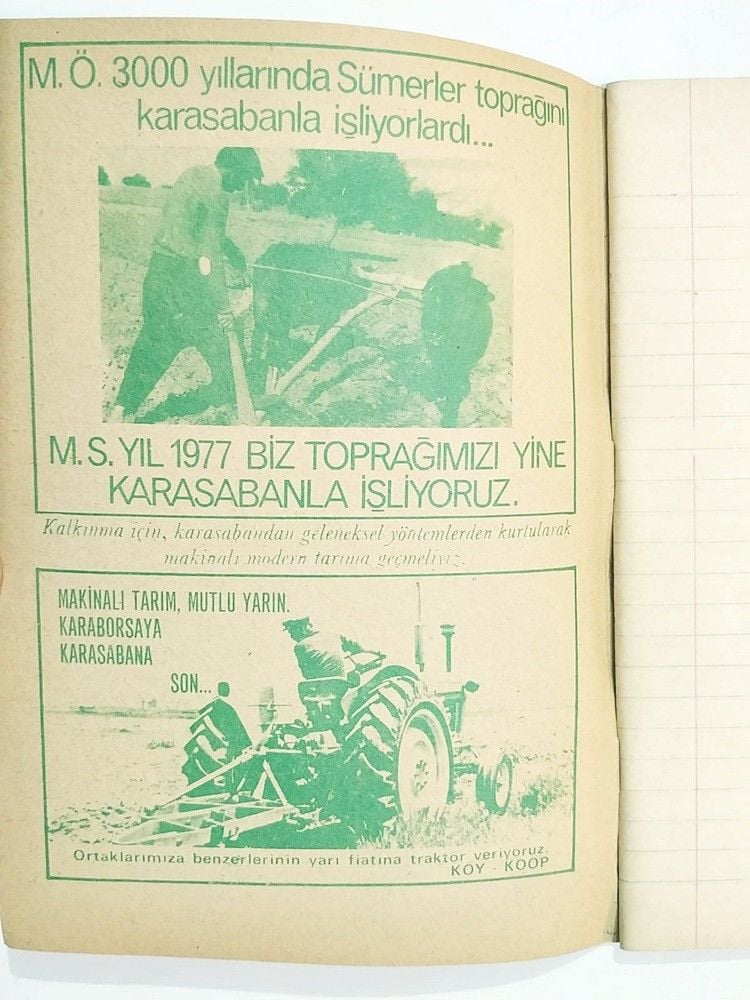 M.Ö. 3000 yıllarında Sümerler toprağını
karasabanla işliyorlardı...
M.S. YIL 1977 BİZ TOPRAĞIMIZI YİNE
KARASABANLA İŞLİYORUZ.
Kalkınma için, karasabandan geleneksel yöntemlerden kurtularak
makinalı modern tarıma geçmeliyiz.
MAKİNALI TARIM, MUTLU YARIN.
KARABORSAYA
KARASABANA
SON...
Ortaklarımıza benzerlerinin yarı fiatına traktör veriyoruz.
KÖY - KOOP